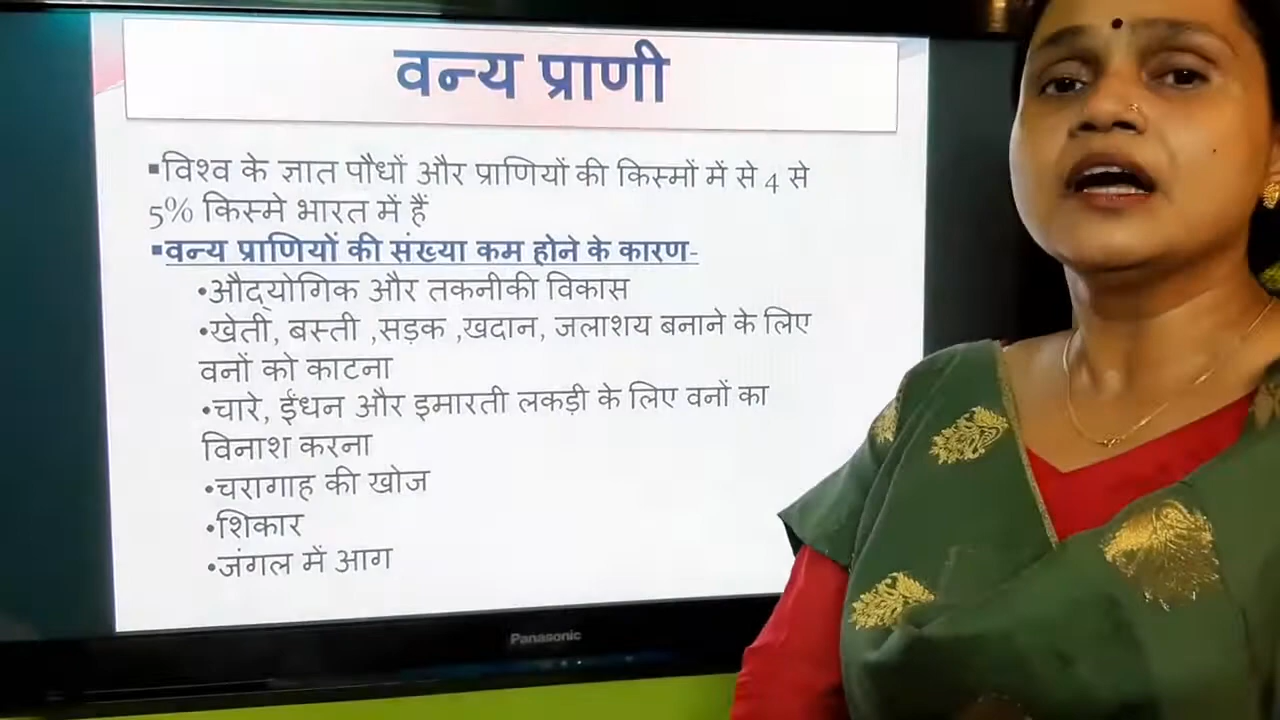 वन्य प्राणी
▪विश्व के ज्ञात पौधों और प्राणियों की किस्मों में से 4 से
5% किस्मे भारत में हैं
▪वन्य प्राणियों की संख्या कम होने के कारण-
•औद्योगिक और तकनीकी विकास
•खेती, बस्ती ,सड़क ,खदान, जलाशय बनाने के लिए
वनों को काटना
•चारे, ईंधन और इमारती लकड़ी के लिए वनों का
विनाश करना
•चरागाह की खोज
•शिकार
•जंगल में आग
Panasonic